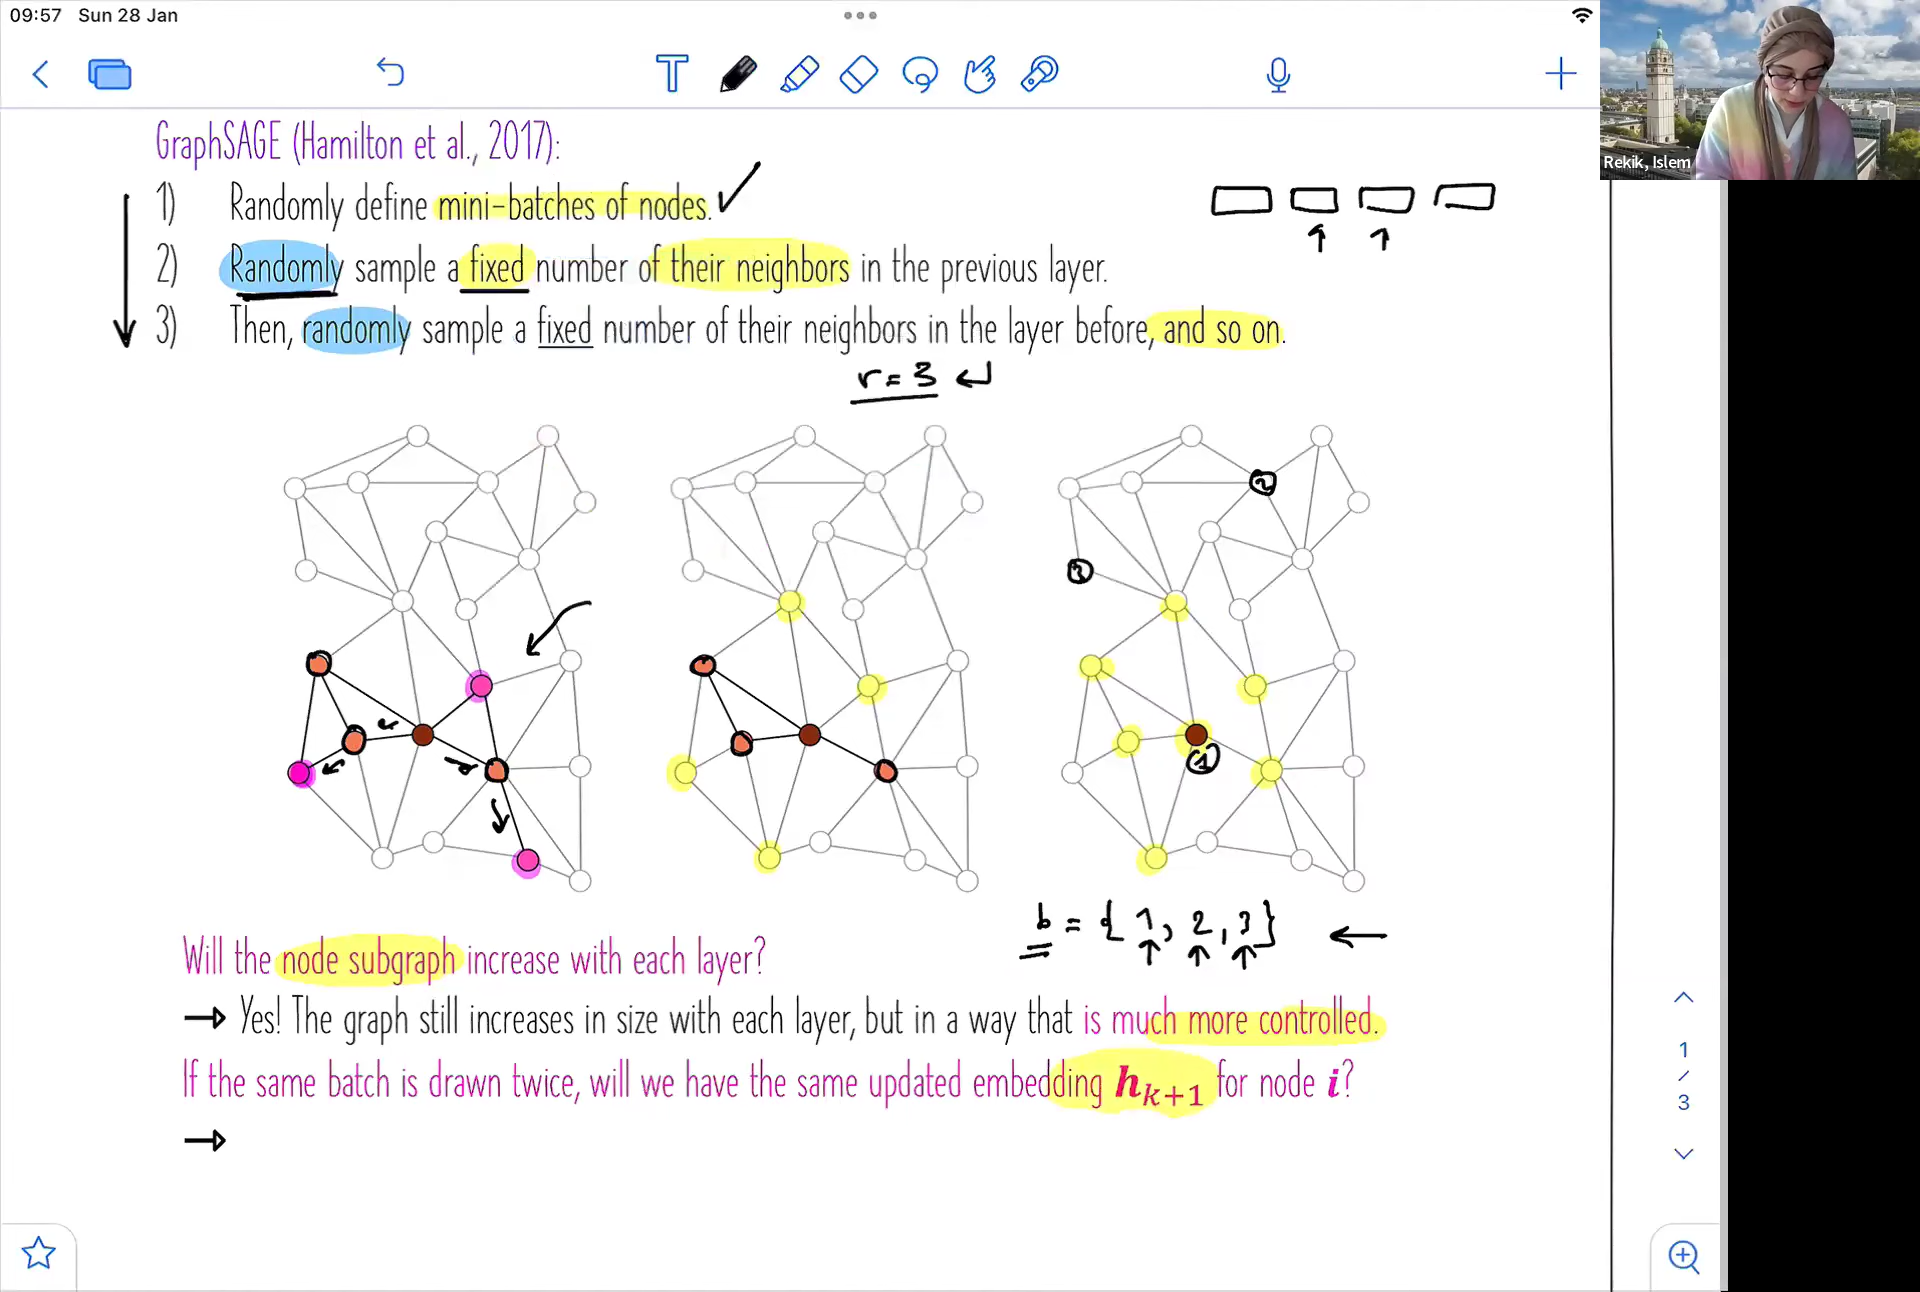 09:57 Sun 28 Jan
Rekik, Islem
GraphSAGE (Hamilton et al., 2017):
1) Randomly define mini-batches of nodes. ✓
2) Randomly sample a fixed number of their neighbors in the previous layer.
3) Then, randomly sample a fixed number of their neighbors in the layer before, and so on.
r = 3
2
3
1
b = { 1, 2, 3 }
Will the node subgraph increase with each layer?
→ Yes! The graph still increases in size with each layer, but in a way that is much more controlled.
If the same batch is drawn twice, will we have the same updated embedding h_{k+1} for node i?
→
1
/
3